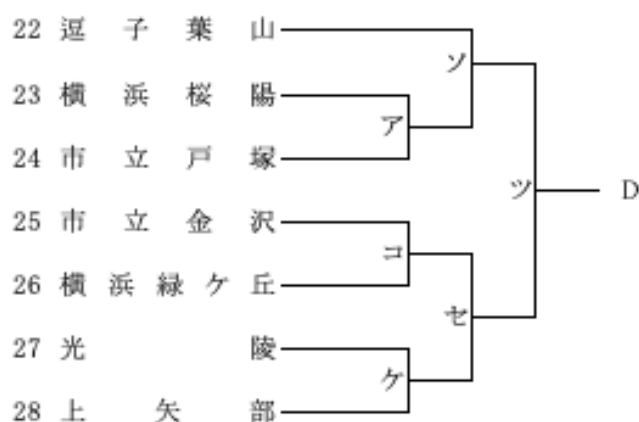 22 逗子葉山
ソ
23 横浜桜陽
ア
24 市立戸塚
ツ D
25 市立金沢
コ
26 横浜緑ケ丘
セ
27 光陵
ケ
28 上矢部